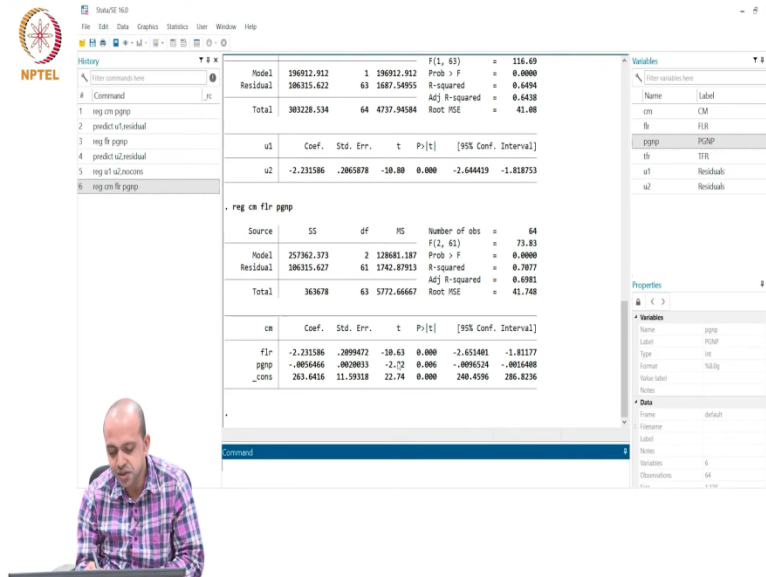 NPTEL
Stata/SE 16.0
File Edit Data Graphics Statistics User Window Help
History
Filter commands here
# Command _rc
1 reg cm pgnp
2 predict u1,residual
3 reg flr pgnp
4 predict u2,residual
5 reg u1 u2,nocons
6 reg cm flr pgnp
F(1, 63) = 116.69
Model 196912.912 1 196912.912 Prob > F = 0.0000
Residual 106315.622 63 1687.54955 R-squared = 0.6494
Adj R-squared = 0.6438
Total 303228.534 64 4737.94584 Root MSE = 41.08
u1 Coef. Std. Err. t P>|t| [95% Conf. Interval]
u2 -2.231586 .2065878 -10.80 0.000 -2.644419 -1.818753
. reg cm flr pgnp
Source SS df MS Number of obs = 64
F(2, 61) = 73.83
Model 257362.373 2 128681.187 Prob > F = 0.0000
Residual 106315.627 61 1742.87913 R-squared = 0.7077
Adj R-squared = 0.6981
Total 363678 63 5772.66667 Root MSE = 41.748
cm Coef. Std. Err. t P>|t| [95% Conf. Interval]
flr -2.231586 .2099472 -10.63 0.000 -2.651401 -1.81177
pgnp -.0056466 .0020033 0.006 -.0096524 -.0016408
_cons 263.6416 11.59318 22.74 0.000 240.4596 286.8236
.
Command
Variables
Filter variables here
Name Label
cm CM
flr FLR
pgnp PGNP
tfr TFR
u1 Residuals
u2 Residuals
Properties
Variables
Name pgnp
Label PGNP
Type int
Format %8.0g
Value label
Notes
Data
Frame default
Filename
Label
Notes
Variables 6
Observations 64